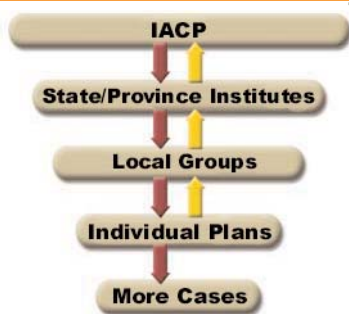 IACP
State/Province Institutes
Local Groups
Individual Plans
More Cases